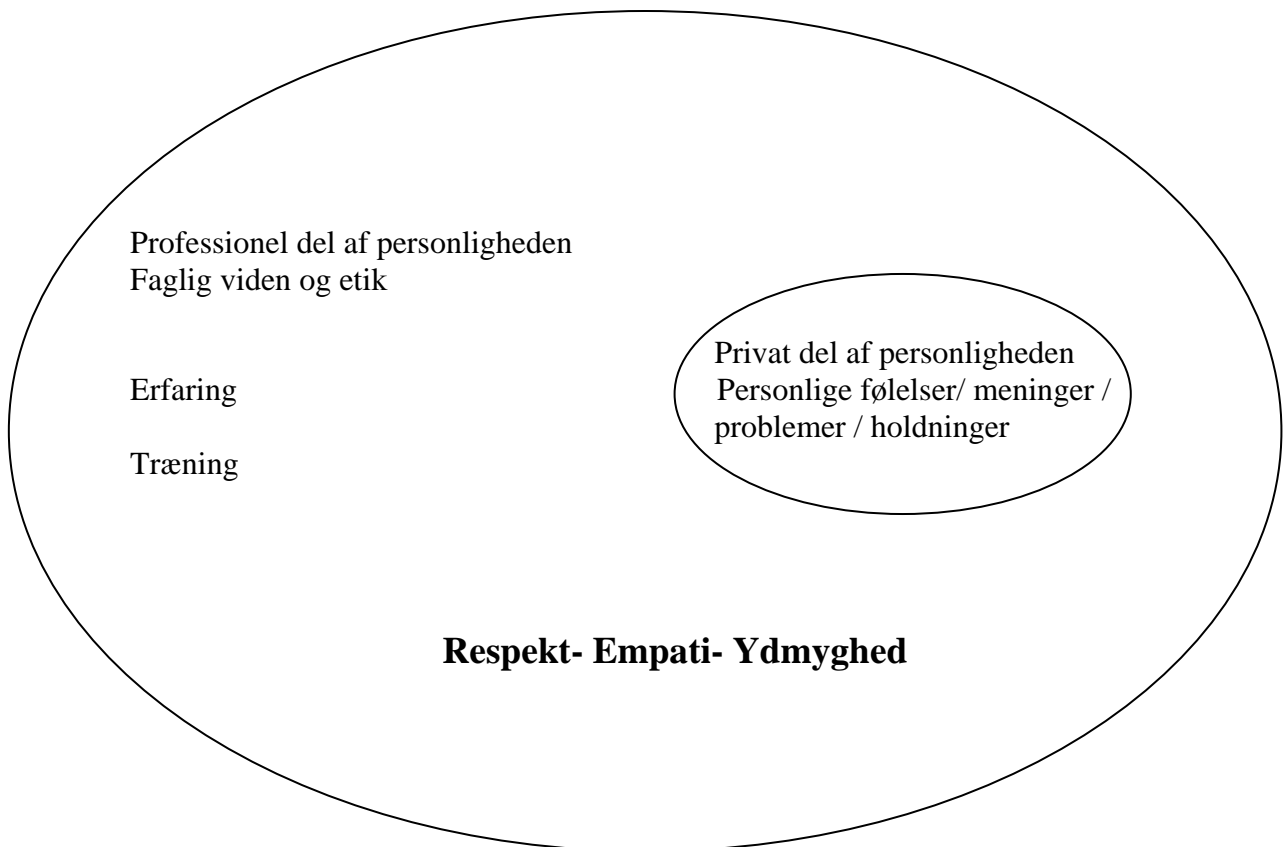 Professionel del af personligheden
Faglig viden og etik
Privat del af personligheden
Personlige følelser/ meninger /
problemer / holdninger
Erfaring
Træning
Respekt- Empati- Ydmyghed